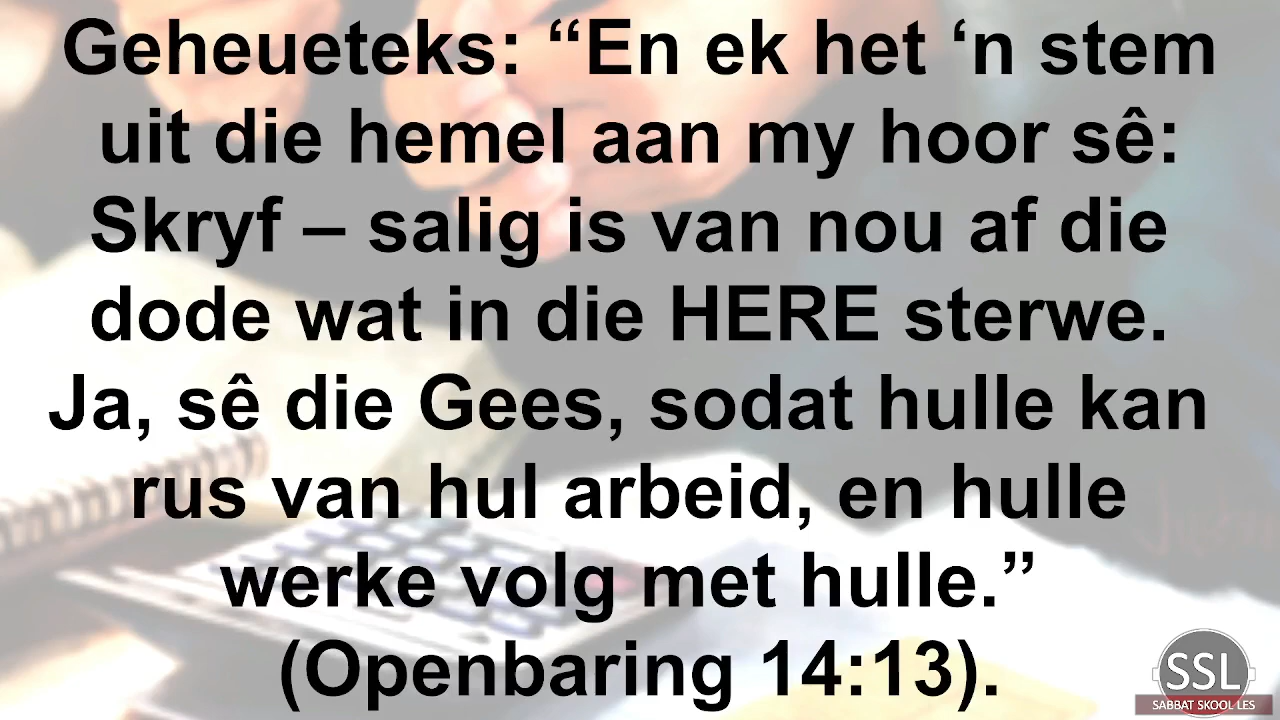 Geheueteks: “En ek het ‘n stem
uit die hemel aan my hoor sê:
Skryf – salig is van nou af die
dode wat in die HERE sterwe.
Ja, sê die Gees, sodat hulle kan
rus van hul arbeid, en hulle
werke volg met hulle.”
(Openbaring 14:13).
SSL
SABBAT SKOOL LES